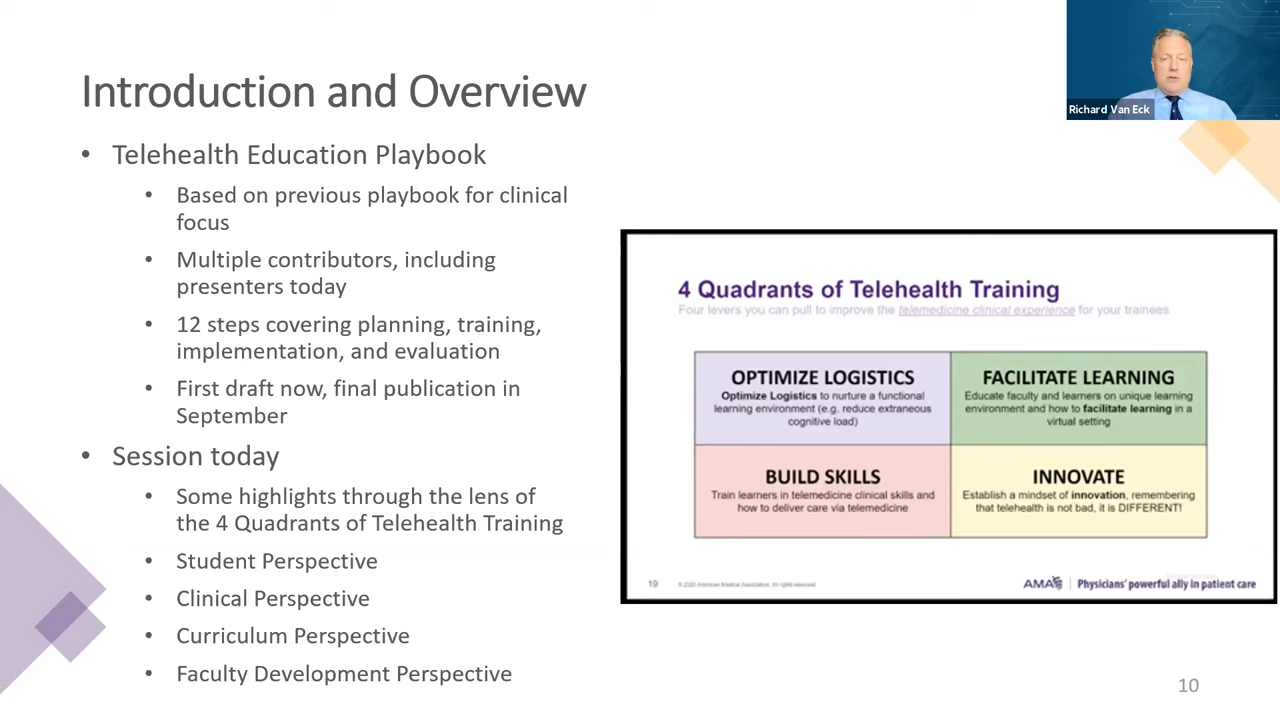 Introduction and Overview
• Telehealth Education Playbook
• Based on previous playbook for clinical
focus
• Multiple contributors, including
presenters today
• 12 steps covering planning, training,
implementation, and evaluation
• First draft now, final publication in
September
• Session today
• Some highlights through the lens of
the 4 Quadrants of Telehealth Training
• Student Perspective
• Clinical Perspective
• Curriculum Perspective
• Faculty Development Perspective
Richard Van Eck
4 Quadrants of Telehealth Training
Four levers you can pull to improve the telemedicine clinical experience for your trainees
OPTIMIZE LOGISTICS
Optimize Logistics to nurture a functional
learning environment (e.g. reduce extraneous
cognitive load)
FACILITATE LEARNING
Educate faculty and learners on unique learning
environment and how to facilitate learning in a
virtual setting
BUILD SKILLS
Train learners in telemedicine clinical skills and
how to deliver care via telemedicine
INNOVATE
Establish a mindset of innovation, remembering
that telehealth is not bad, it is DIFFERENT!
19
© 2020 American Medical Association. All rights reserved.
AMA | Physicians' powerful ally in patient care
10